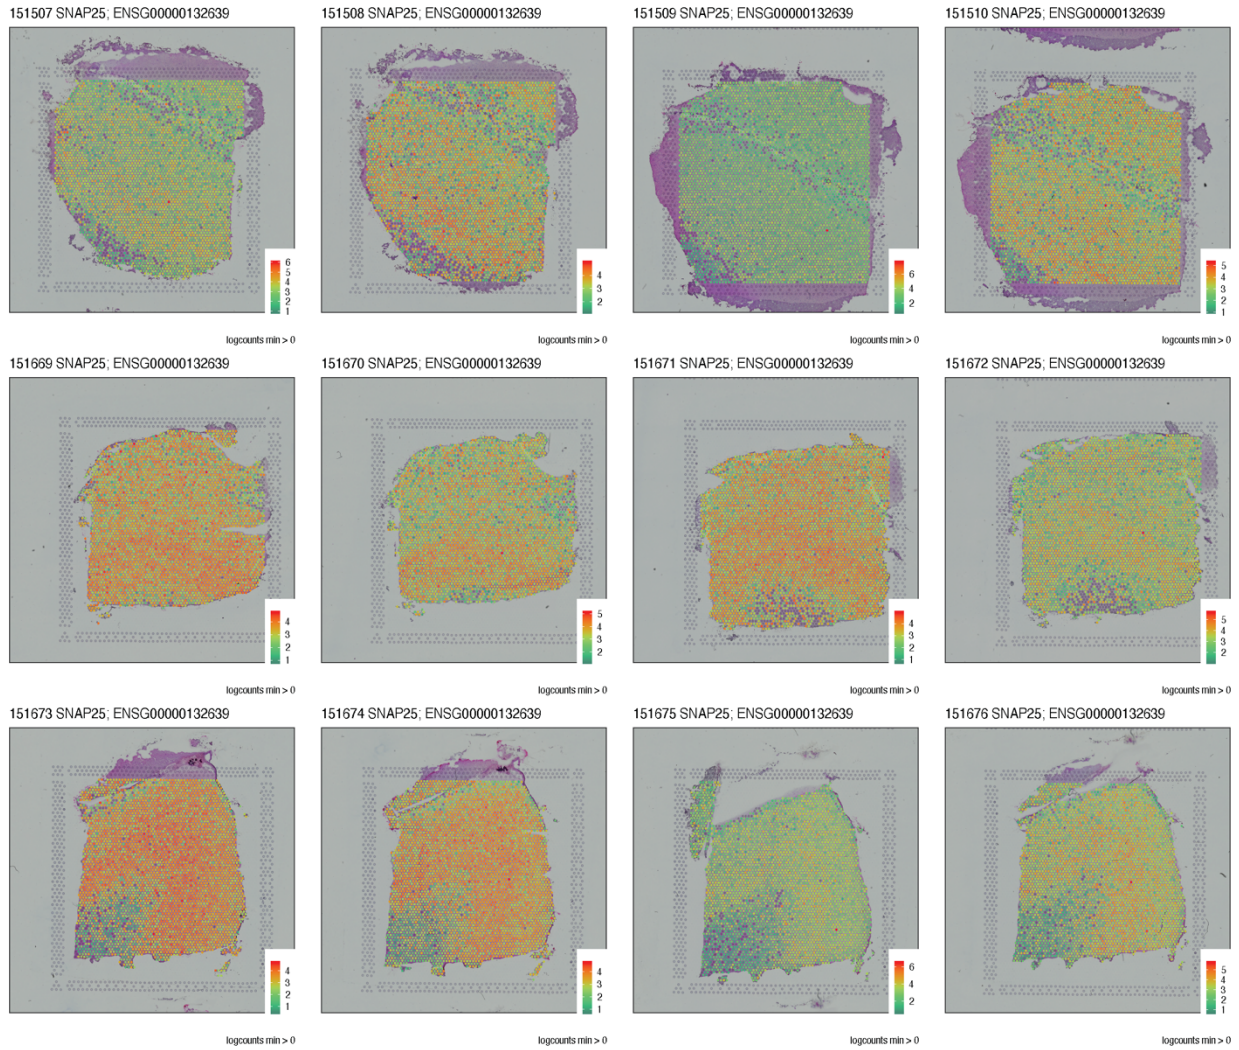 151507 SNAP25; ENSG00000132639
151508 SNAP25; ENSG00000132639
151509 SNAP25; ENSG00000132639
151510 SNAP25; ENSG00000132639
6
5
4
3
2
1
4
3
2
1
6
4
2
5
4
3
2
1
logcounts min > 0
logcounts min > 0
logcounts min > 0
logcounts min > 0
151669 SNAP25; ENSG00000132639
151670 SNAP25; ENSG00000132639
151671 SNAP25; ENSG00000132639
151672 SNAP25; ENSG00000132639
4
3
2
1
5
4
3
2
1
4
3
2
5
4
3
2
logcounts min > 0
logcounts min > 0
logcounts min > 0
logcounts min > 0
151673 SNAP25; ENSG00000132639
151674 SNAP25; ENSG00000132639
151675 SNAP25; ENSG00000132639
151676 SNAP25; ENSG00000132639
4
3
2
1
4
3
2
1
6
4
2
5
4
3
2
1
logcounts min > 0
logcounts min > 0
logcounts min > 0
logcounts min > 0